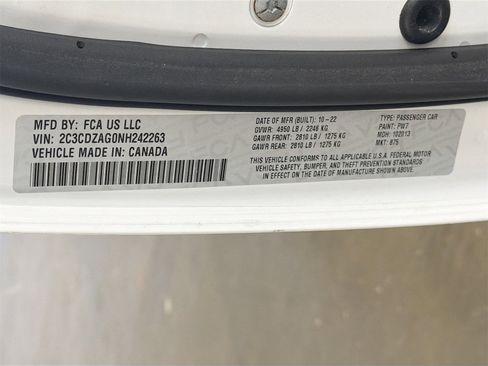 MFD BY: FCA US LLC
VIN: 2C3CDZAG0NH242263
VEHICLE MADE IN: CANADA
DATE OF MFR (BUILT): 10-22
GVWR: 4950 LB / 2246 KG
GAWR FRONT: 2810 LB / 1275 KG
GAWR REAR: 2810 LB / 1275 KG
TYPE: PASSENGER CAR
PAINT: PW7
MDH: 102013
MKT: 875
THIS VEHICLE CONFORMS TO ALL APPLICABLE U.S.A. FEDERAL MOTOR
VEHICLE SAFETY, BUMPER, AND THEFT PREVENTION STANDARDS
IN EFFECT ON THE DATE OF MANUFACTURE SHOWN ABOVE.